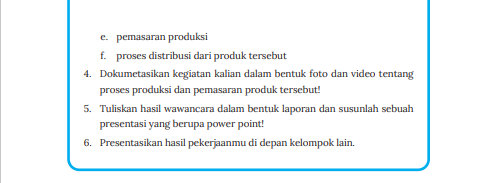 e. pemasaran produksi
f. proses distribusi dari produk tersebut
4. Dokumetasikan kegiatan kalian dalam bentuk foto dan video tentang
proses produksi dan pemasaran produk tersebut!
5. Tuliskan hasil wawancara dalam bentuk laporan dan susunlah sebuah
presentasi yang berupa power point!
6. Presentasikan hasil pekerjaanmu di depan kelompok lain.